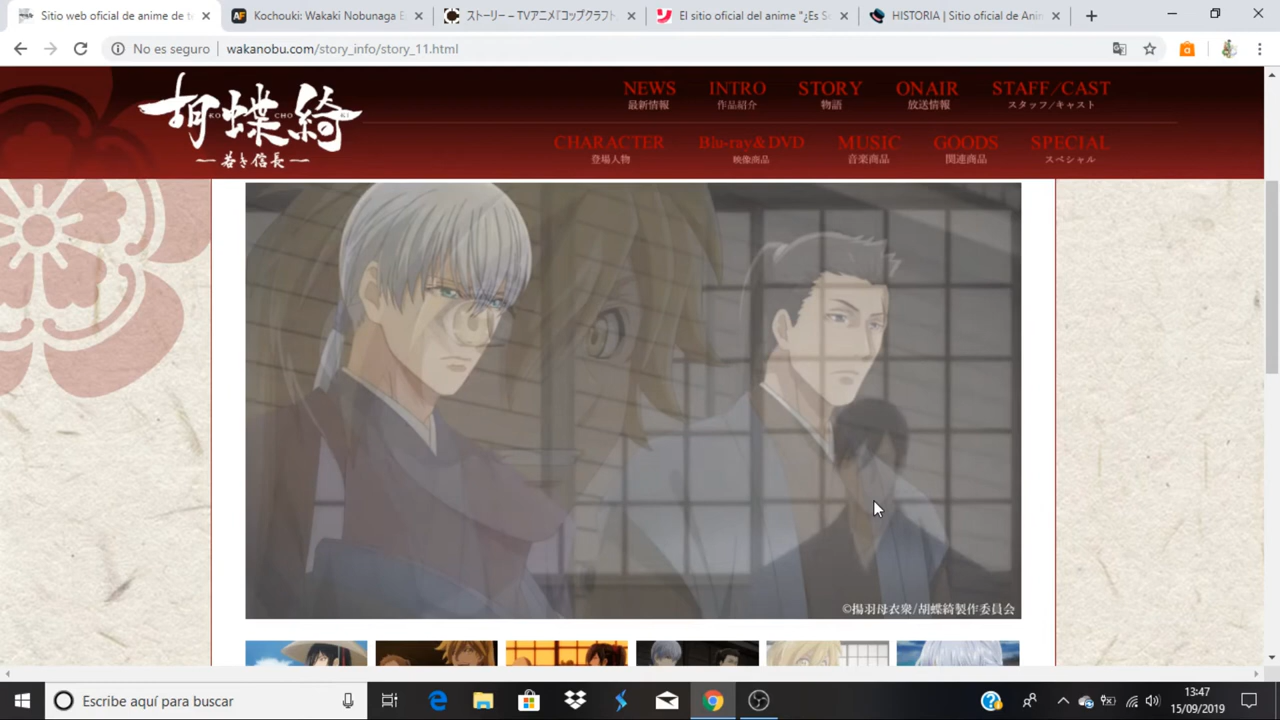 Sitio web oficial de anime de te
Kochouki: Wakaki Nobunaga E
ストーリー – TVアニメ『コップクラフト』
El sitio oficial del anime "¿Es S
HISTORIA | Sitio oficial de Anim
No es seguro
wakanobu.com/story_info/story_11.html
胡蝶綺
KO CHO KI
若き信長
NEWS
最新情報
INTRO
作品紹介
STORY
物語
ONAIR
放送情報
STAFF/CAST
スタッフ/キャスト
CHARACTER
登場人物
Blu-ray&DVD
映像商品
MUSIC
音楽商品
GOODS
関連商品
SPECIAL
スペシャル
©揚羽母衣衆/胡蝶綺製作委員会
Escribe aquí para buscar
13:47
15/09/2019